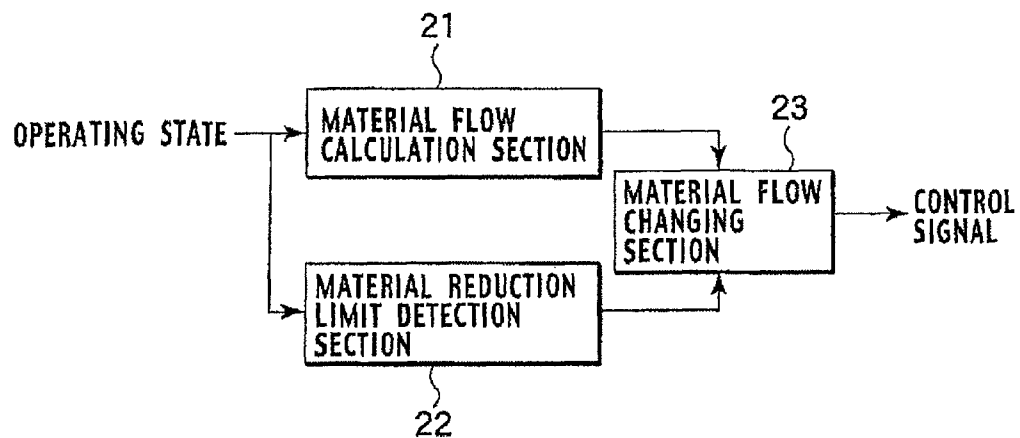 21
OPERATING STATE
MATERIAL FLOW
CALCULATION SECTION
23
MATERIAL FLOW
CHANGING
SECTION
CONTROL
SIGNAL
MATERIAL REDUCTION
LIMIT DETECTION
SECTION
22